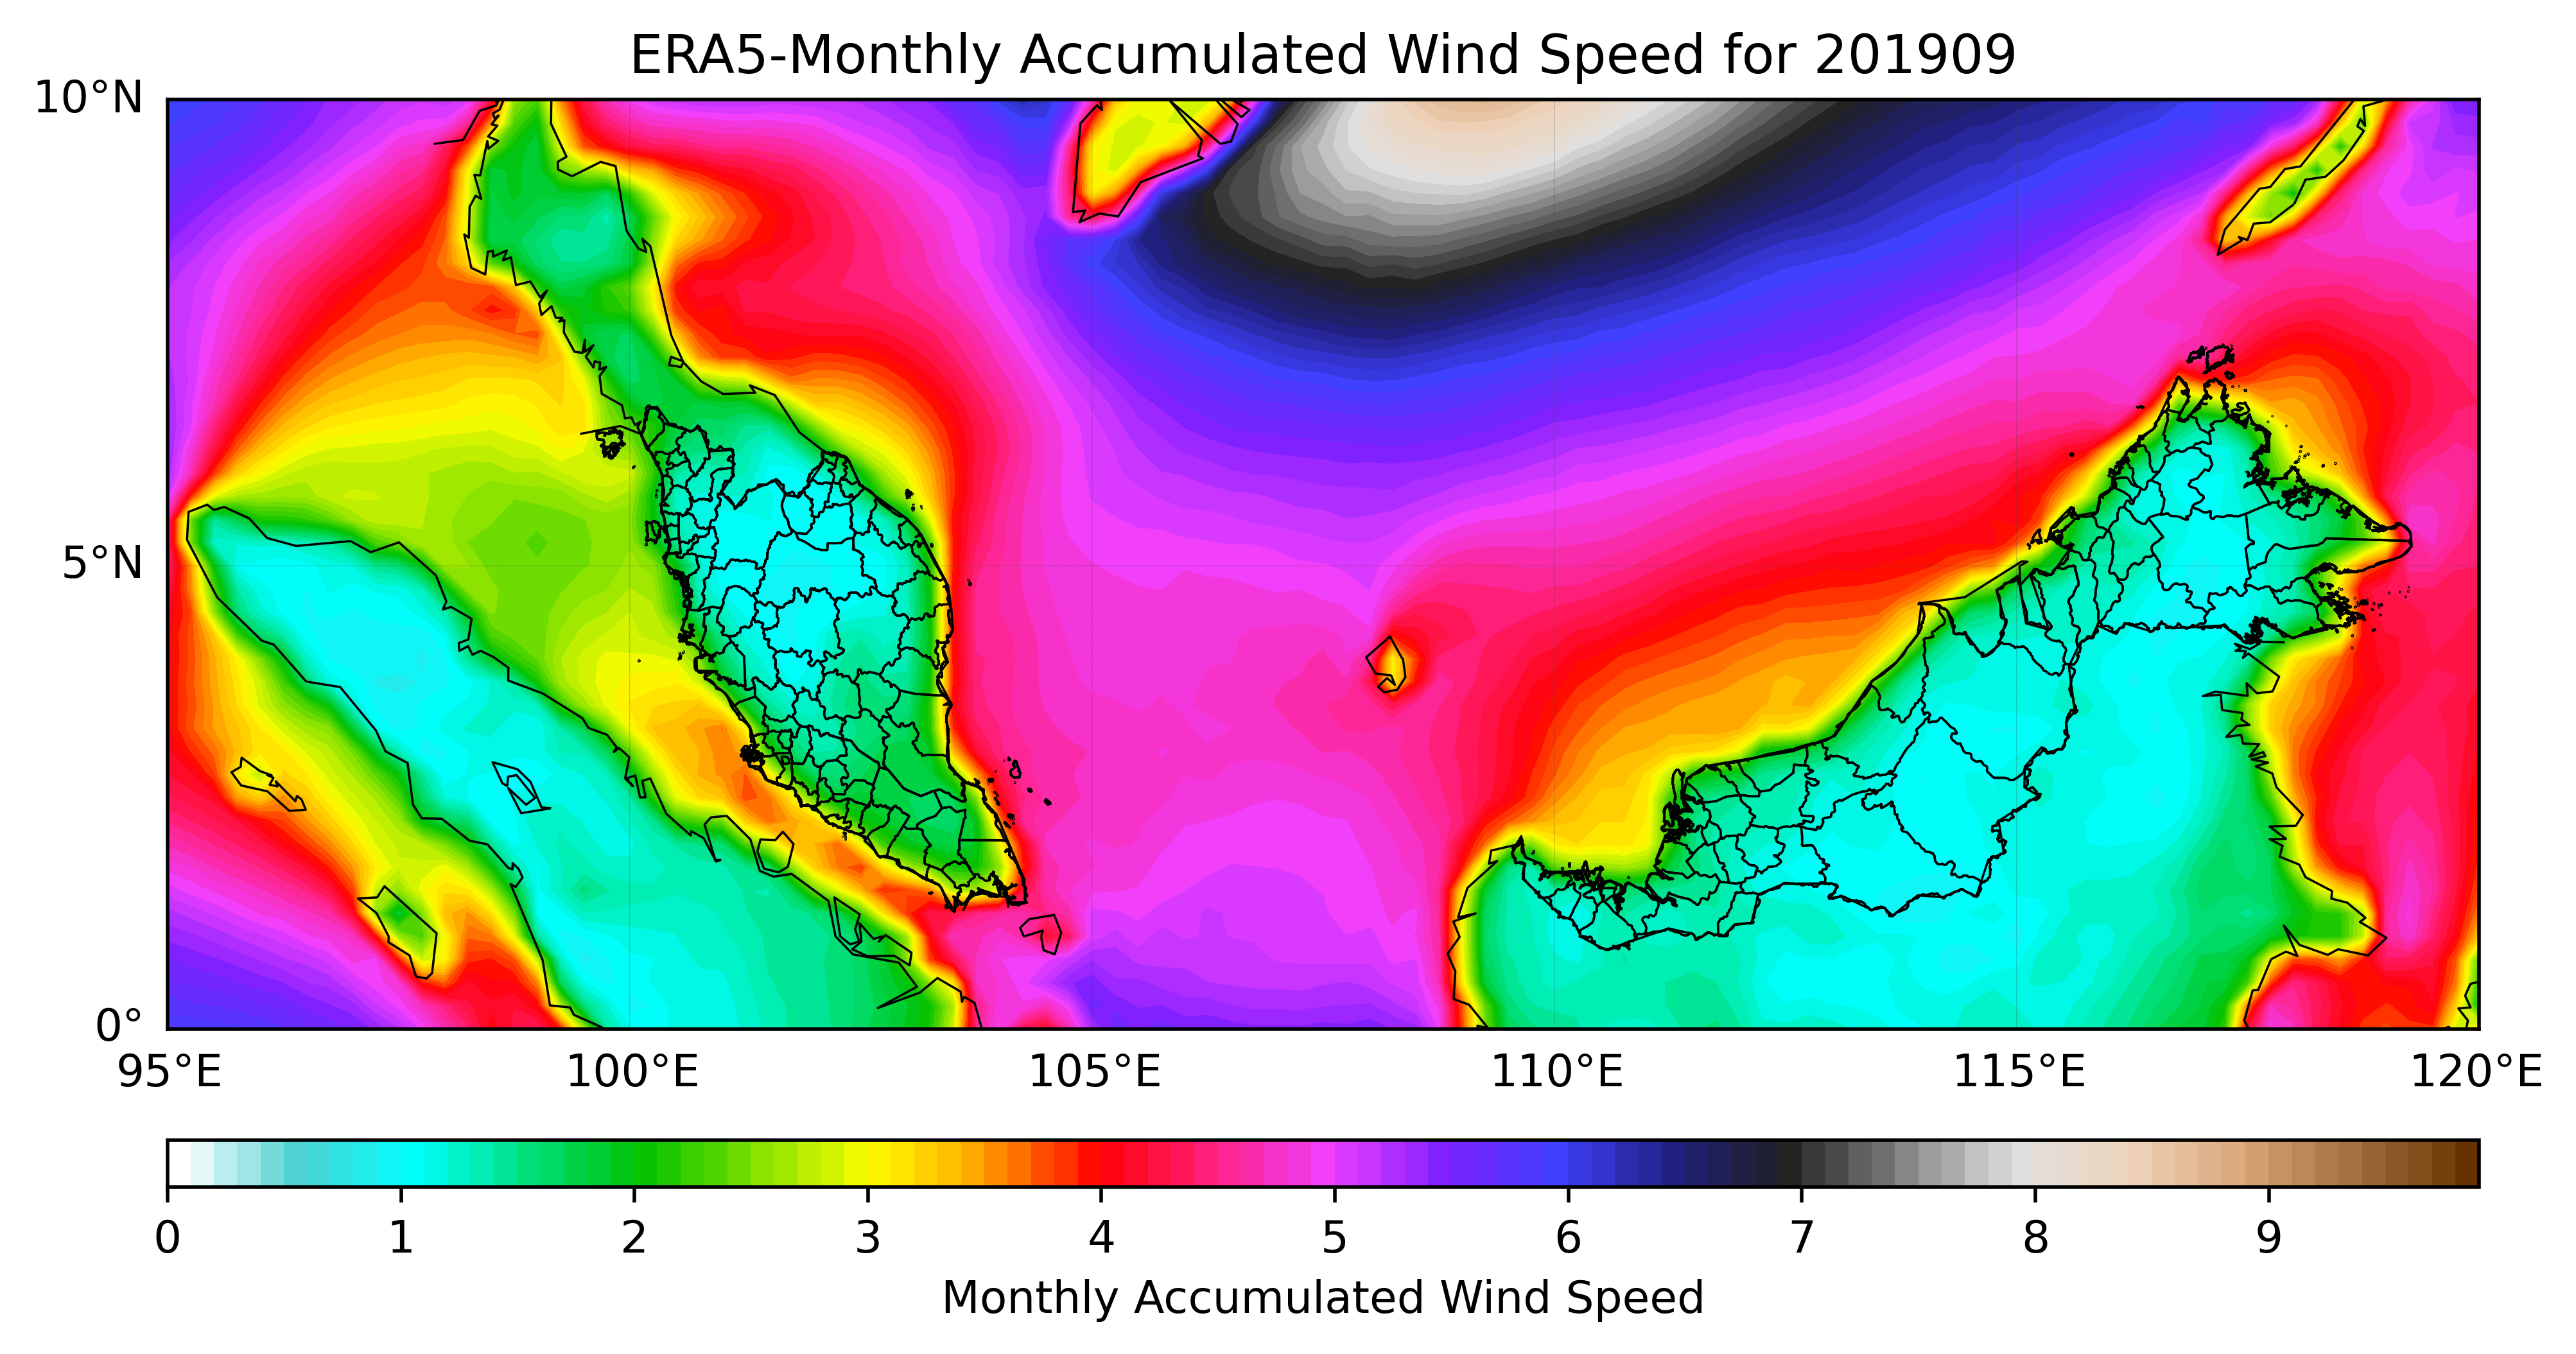 ERA5-Monthly Accumulated Wind Speed for 201909
10°N
5°N
0°
95°E 100°E 105°E 110°E 115°E 120°E
0 1 2 3 4 5 6 7 8 9
Monthly Accumulated Wind Speed